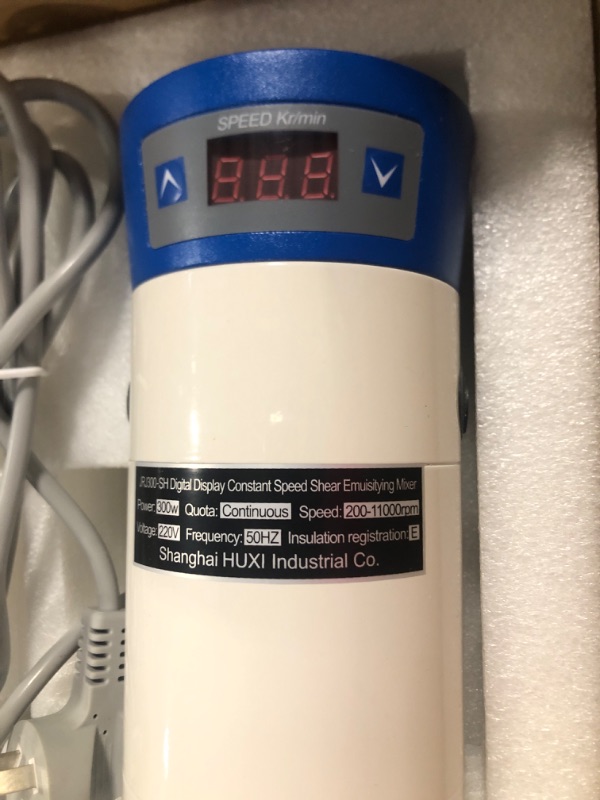 SPEED Kr/min
8.8.8.
JRJ300-SH Digital Display Constant Speed Shear Emuisitying Mixer
Power: 300w Quota: Continuous Speed: 200-11000rpm
Voltage: 220V Frequency: 50HZ Insulation registration: E
Shanghai HUXI Industrial Co.